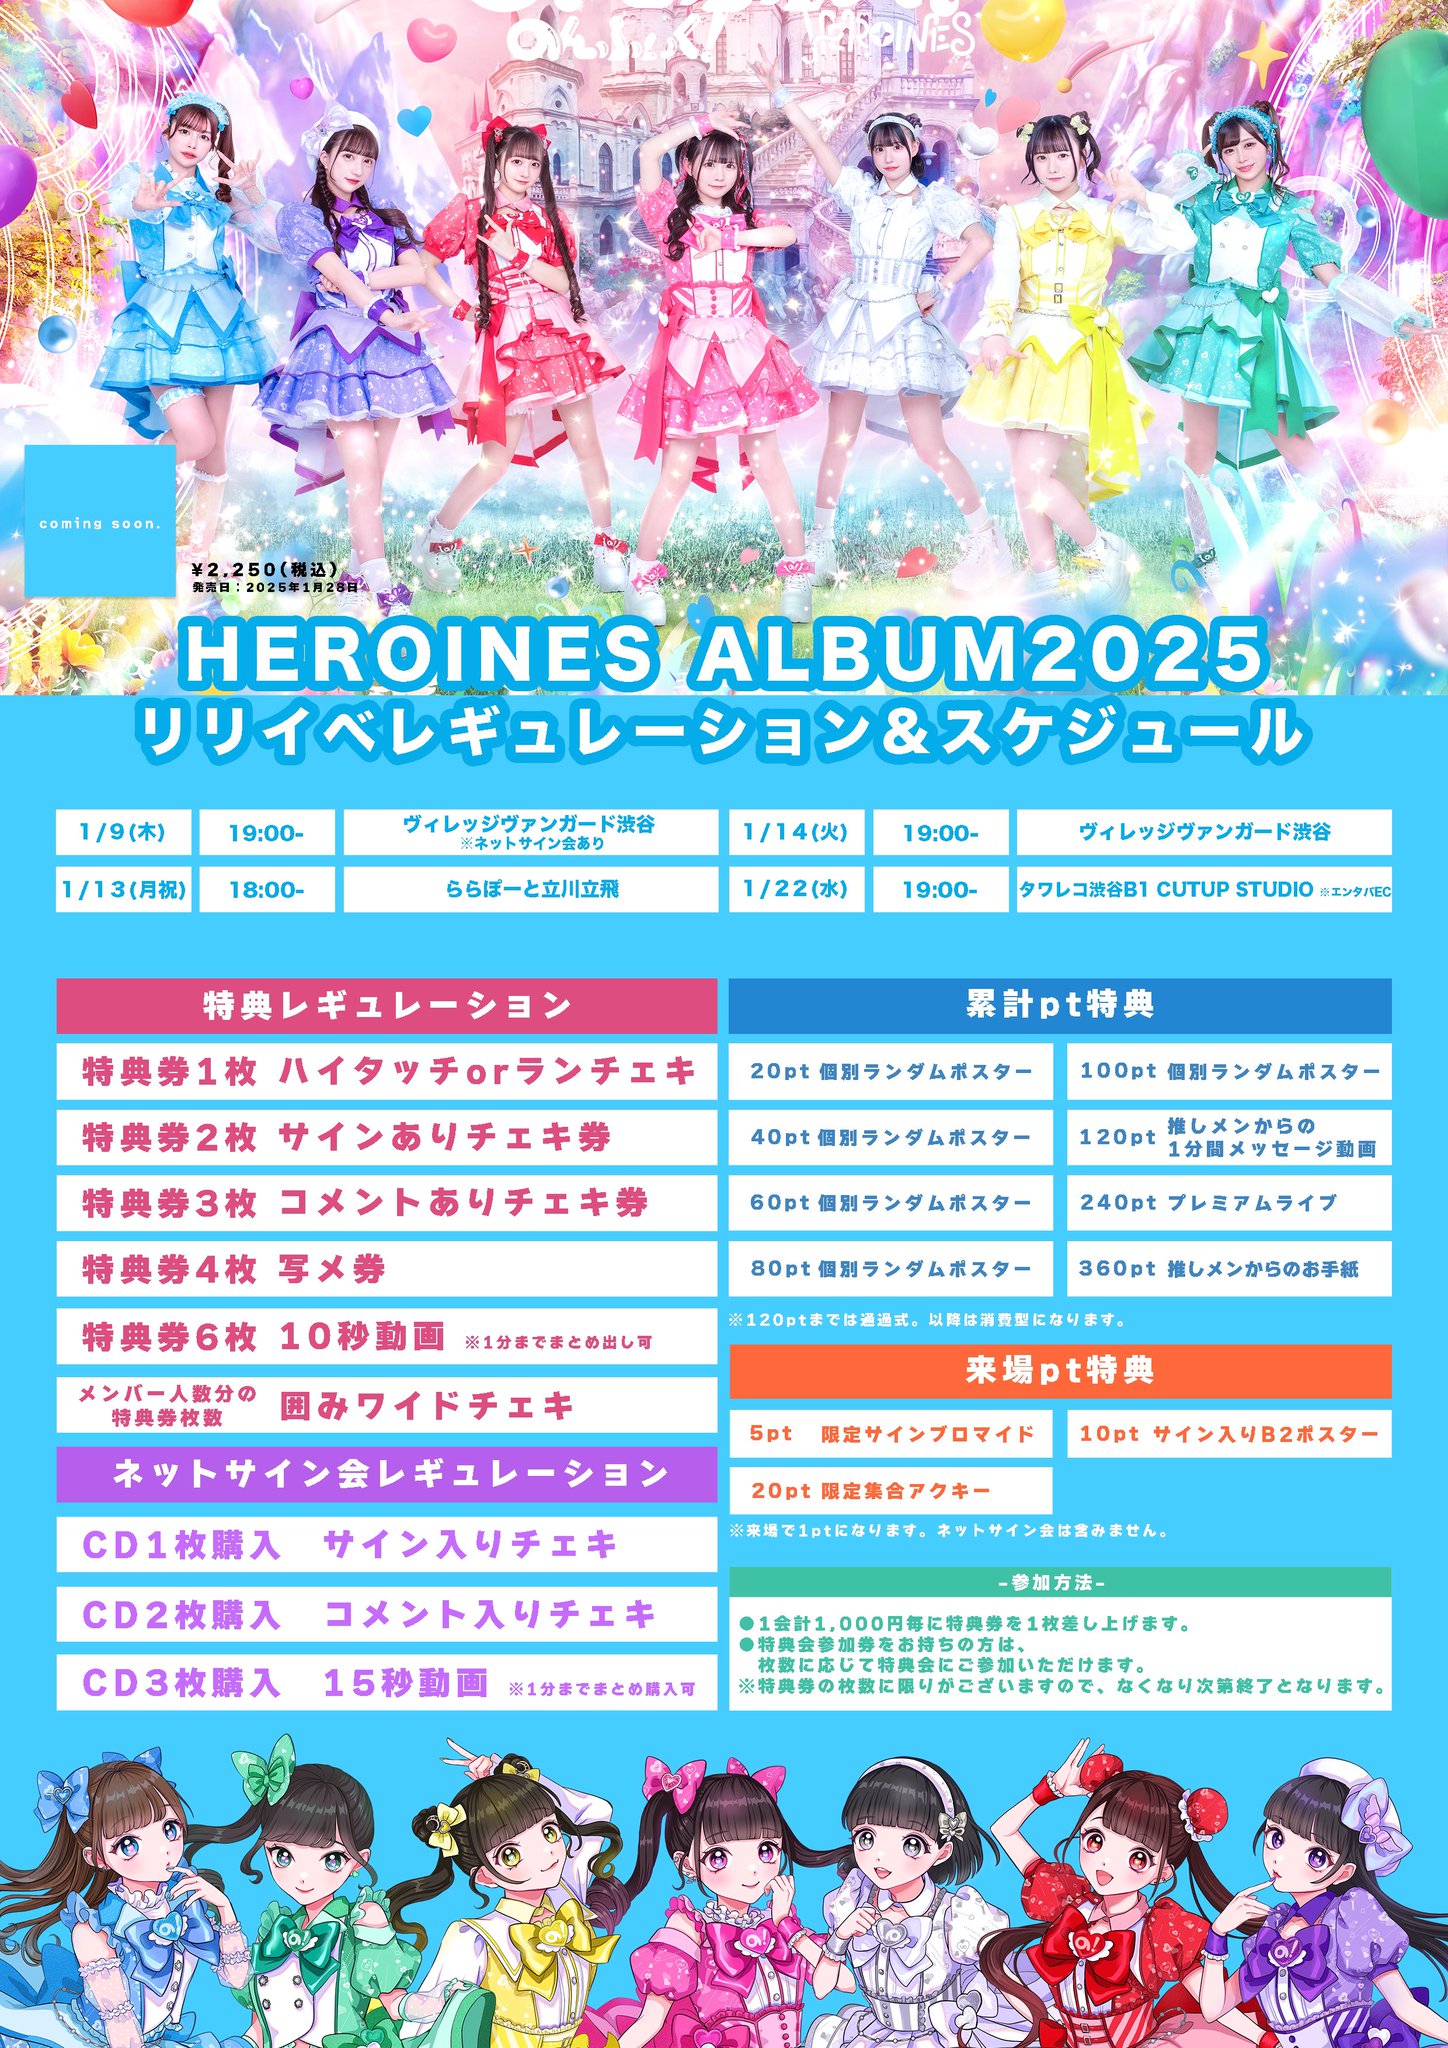 のんふぃく!
HEROINES
coming soon.
¥2,250(税込)
発売日：2025年1月28日
HEROINES ALBUM2025
リリイベレギュレーション&スケジュール
1/9(木) 19:00- ヴィレッジヴァンガード渋谷
※ネットサイン会あり
1/13(月祝) 18:00- ららぽーと立川立飛
1/14(火) 19:00- ヴィレッジヴァンガード渋谷
1/22(水) 19:00- タワレコ渋谷B1 CUTUP STUDIO ※エンタバEC
特典レギュレーション
特典券1枚 ハイタッチorランチェキ
特典券2枚 サインありチェキ券
特典券3枚 コメントありチェキ券
特典券4枚 写メ券
特典券6枚 10秒動画 ※1分までまとめ出し可
メンバー人数分の
特典券枚数
囲みワイドチェキ
ネットサイン会レギュレーション
CD1枚購入 サイン入りチェキ
CD2枚購入 コメント入りチェキ
CD3枚購入 15秒動画 ※1分までまとめ購入可
累計pt特典
20pt 個別ランダムポスター
40pt 個別ランダムポスター
60pt 個別ランダムポスター
80pt 個別ランダムポスター
100pt 個別ランダムポスター
120pt 推しメンからの
1分間メッセージ動画
240pt プレミアムライブ
360pt 推しメンからのお手紙
※120ptまでは通過式。以降は消費型になります。
来場pt特典
5pt 限定サインブロマイド
10pt サイン入りB2ポスター
20pt 限定集合アクキー
※来場で1ptになります。ネットサイン会は含みません。
-参加方法-
●1会計1,000円毎に特典券を1枚差し上げます。
●特典会参加券をお持ちの方は、
枚数に応じて特典会にご参加いただけます。
※特典券の枚数に限りがございますので、なくなり次第終了となります。